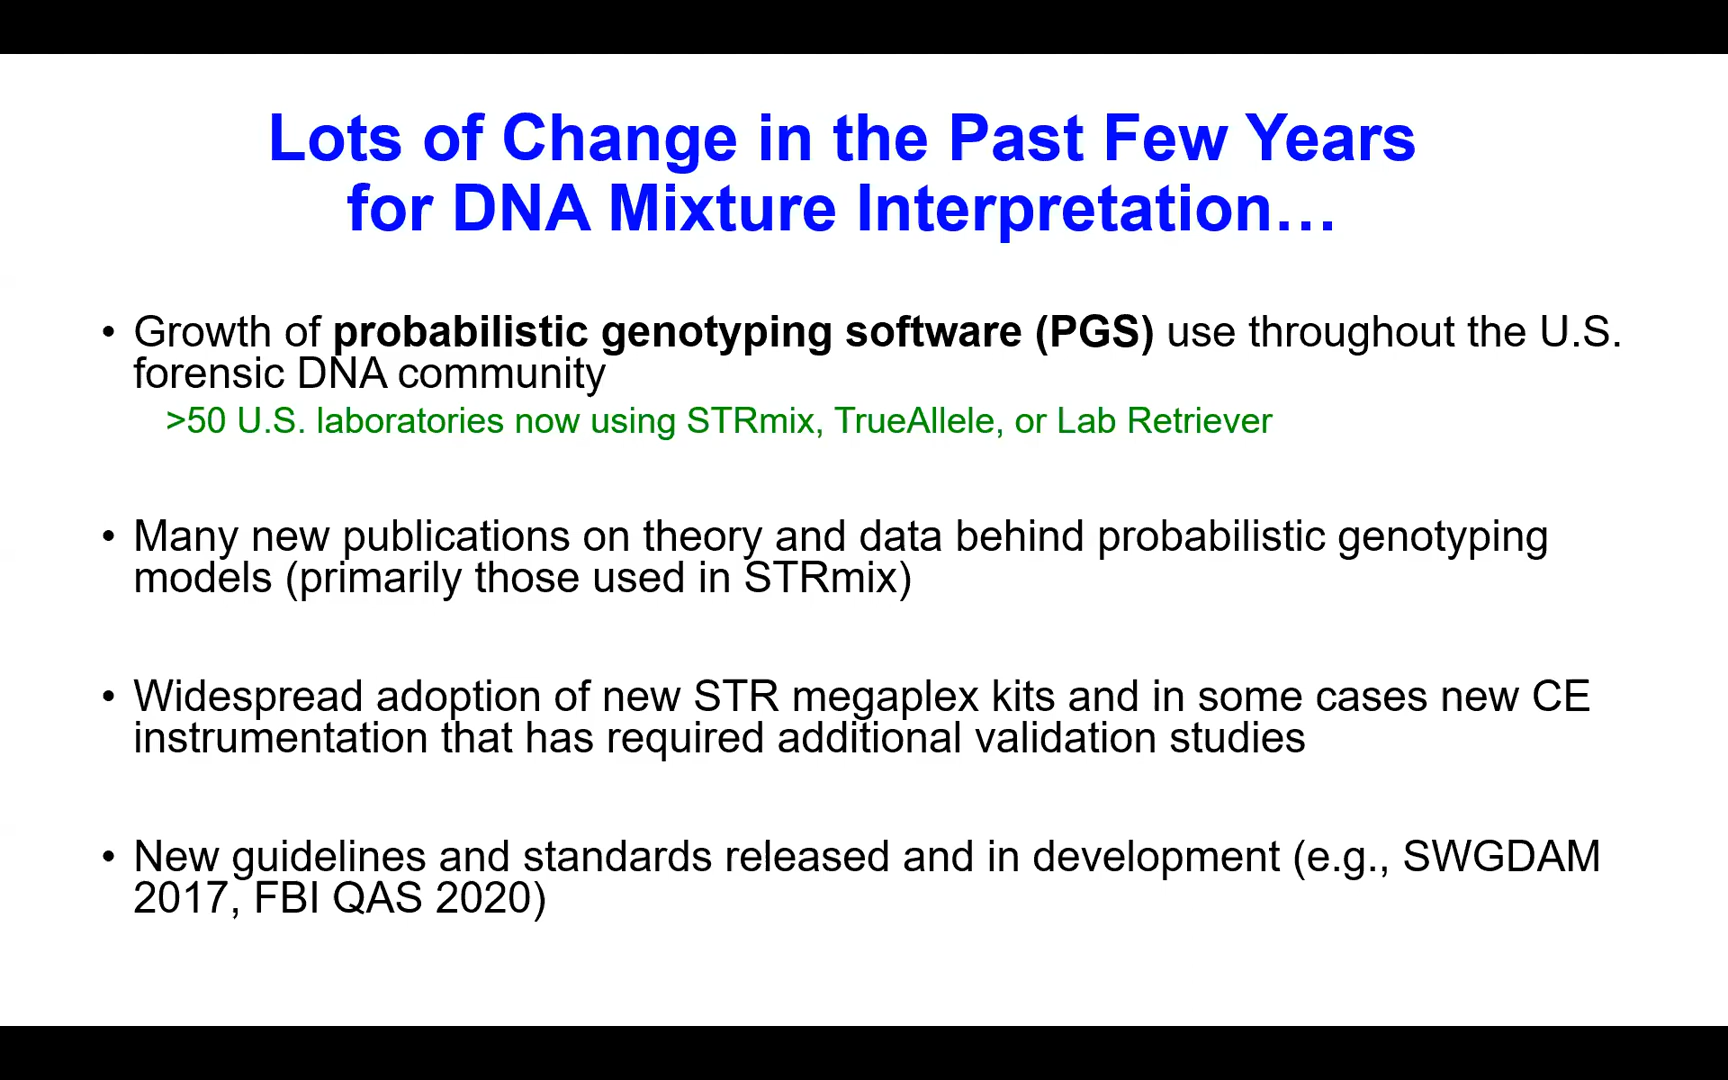 Lots of Change in the Past Few Years
for DNA Mixture Interpretation…
• Growth of probabilistic genotyping software (PGS) use throughout the U.S.
forensic DNA community
>50 U.S. laboratories now using STRmix, TrueAllele, or Lab Retriever
• Many new publications on theory and data behind probabilistic genotyping
models (primarily those used in STRmix)
• Widespread adoption of new STR megaplex kits and in some cases new CE
instrumentation that has required additional validation studies
• New guidelines and standards released and in development (e.g., SWGDAM
2017, FBI QAS 2020)